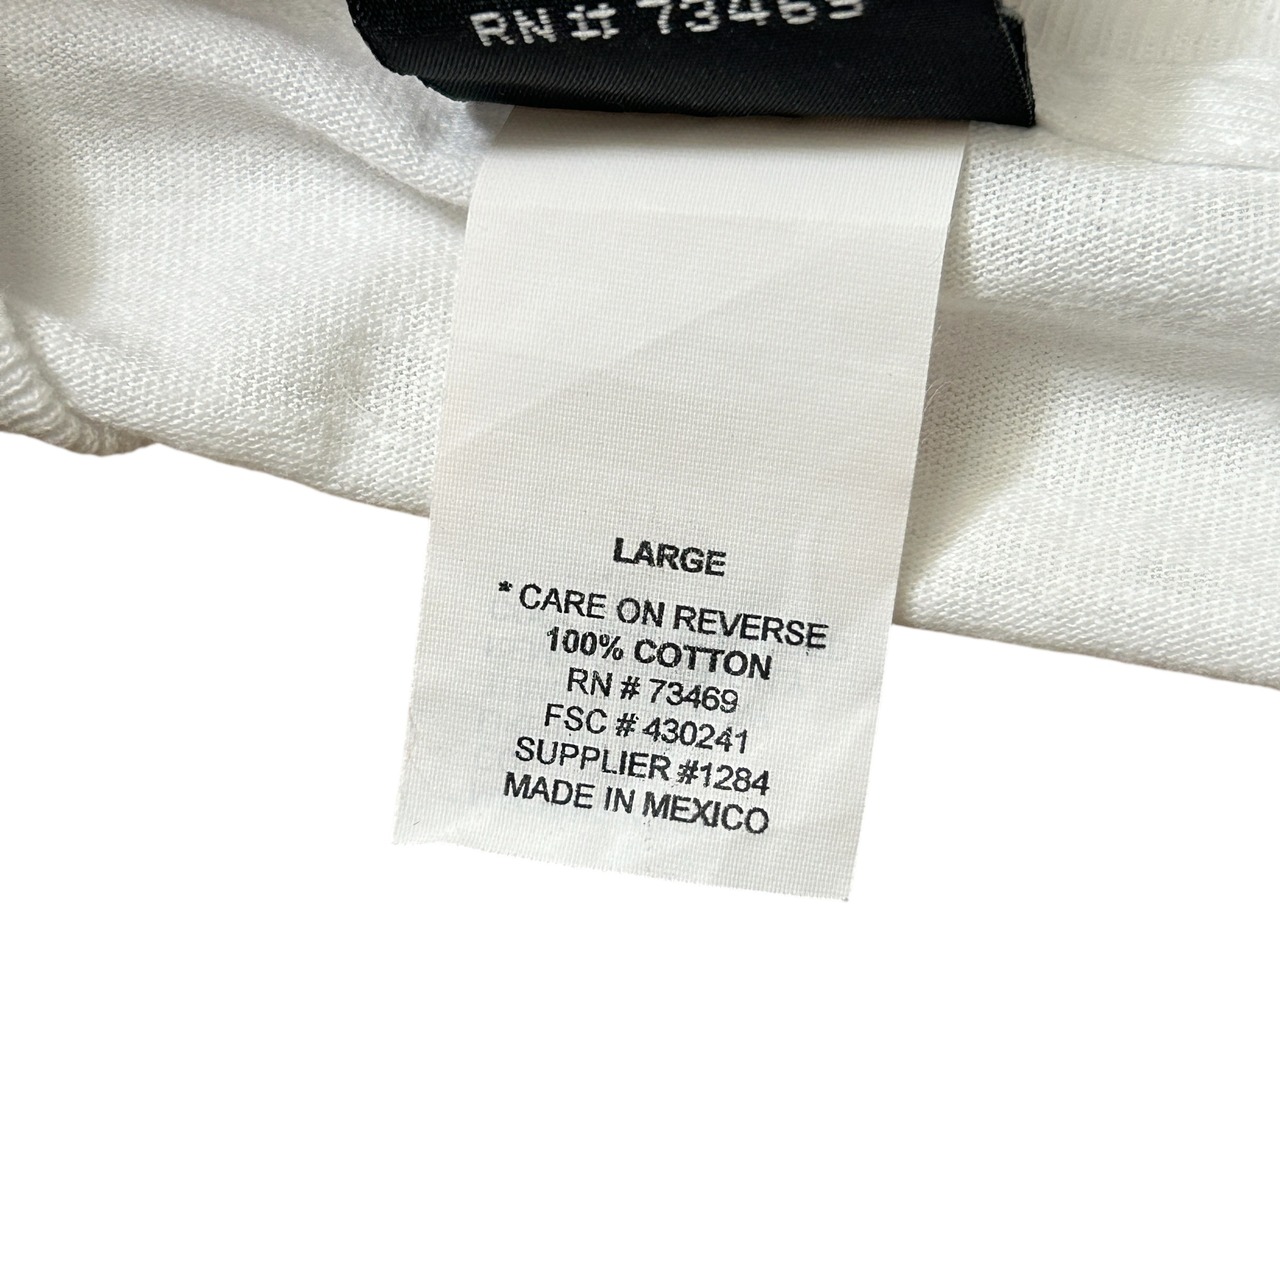 RN # 73469
LARGE
* CARE ON REVERSE
100% COTTON
RN # 73469
FSC # 430241
SUPPLIER #1284
MADE IN MEXICO